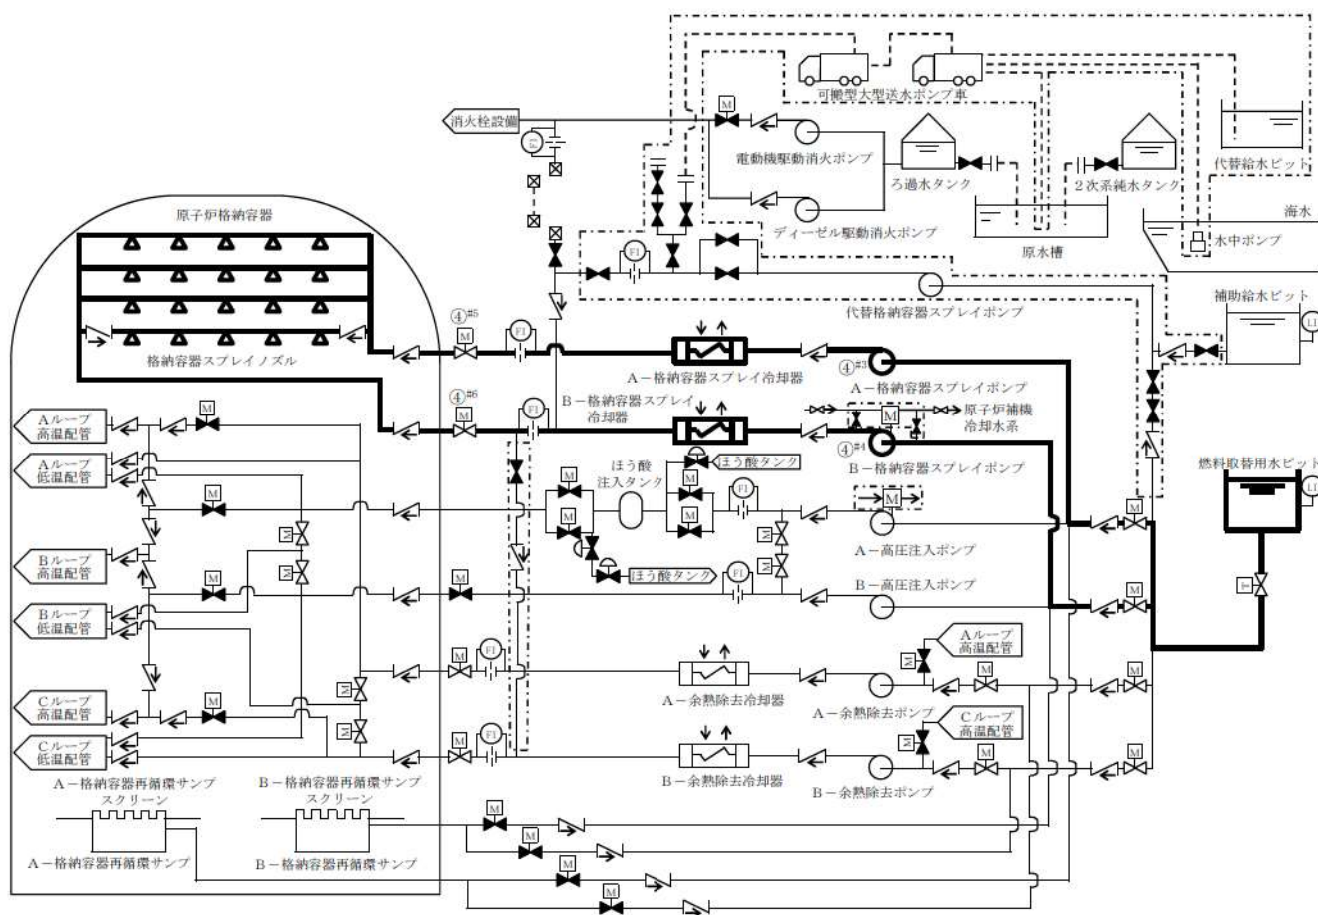 可搬型大型送水ポンプ車
M
消火栓設備
FI
電動機駆動消火ポンプ
ろ過水タンク
2次系純水タンク
代替給水ピット
原子炉格納容器
ディーゼル駆動消火ポンプ
原水槽
海水
水中ポンプ
FI
代替格納容器スプレイポンプ
補助給水ピット
④#5
M
FI
格納容器スプレイノズル
A-格納容器スプレイ冷却器
④#3
A-格納容器スプレイポンプ
④#6
M
FI
B-格納容器スプレイ
冷却器
M
原子炉補機
冷却水系
④#4
B-格納容器スプレイポンプ
Aループ
高温配管
M
Aループ
低温配管
ほう酸
注入タンク
ほう酸タンク
燃料取替用水ピット
M
M
M
FI
M
M
M
M
M
A-高圧注入ポンプ
Bループ
高温配管
M
M
ほう酸タンク
M
M
FI
B-高圧注入ポンプ
M
T
Bループ
低温配管
Aループ
高温配管
M
FI
M
M
M
M
A-余熱除去冷却器
A-余熱除去ポンプ
Cループ
高温配管
M
M
M
FI
Cループ
高温配管
M
M
M
Cループ
低温配管
B-余熱除去冷却器
B-余熱除去ポンプ
A-格納容器再循環サンプ
スクリーン
B-格納容器再循環サンプ
スクリーン
M
M
A-格納容器再循環サンプ
B-格納容器再循環サンプ
M
M